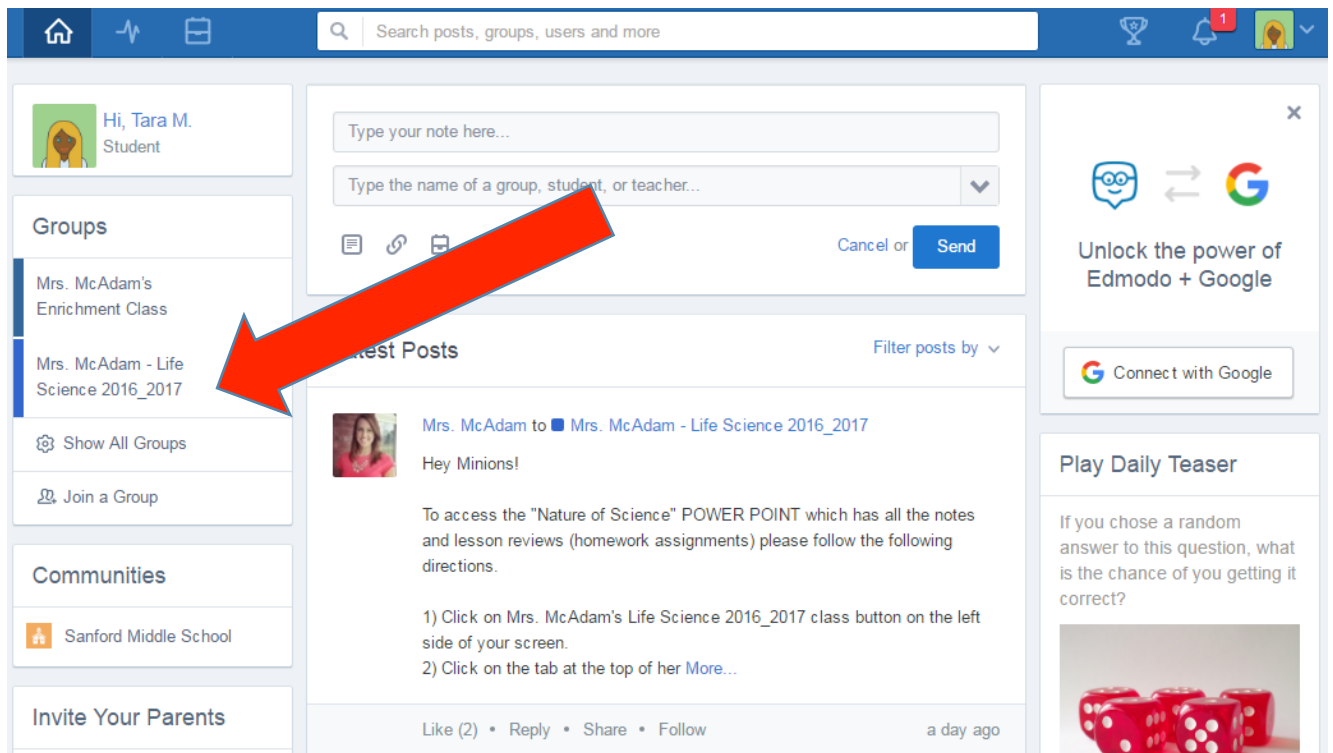 Search posts, groups, users and more
1
Hi, Tara M.
Student
Groups
Mrs. McAdam's
Enrichment Class
Mrs. McAdam - Life
Science 2016_2017
Show All Groups
Join a Group
Communities
Sanford Middle School
Invite Your Parents
Type your note here...
Type the name of a group, student, or teacher...
Cancel or Send
Posts
Filter posts by
Mrs. McAdam to Mrs. McAdam - Life Science 2016_2017
Hey Minions!
To access the "Nature of Science" POWER POINT which has all the notes
and lesson reviews (homework assignments) please follow the following
directions.
1) Click on Mrs. McAdam's Life Science 2016_2017 class button on the left
side of your screen.
2) Click on the tab at the top of her More...
Like (2) • Reply • Share • Follow
a day ago
Unlock the power of
Edmodo + Google
Connect with Google
Play Daily Teaser
If you chose a random
answer to this question, what
is the chance of you getting it
correct?